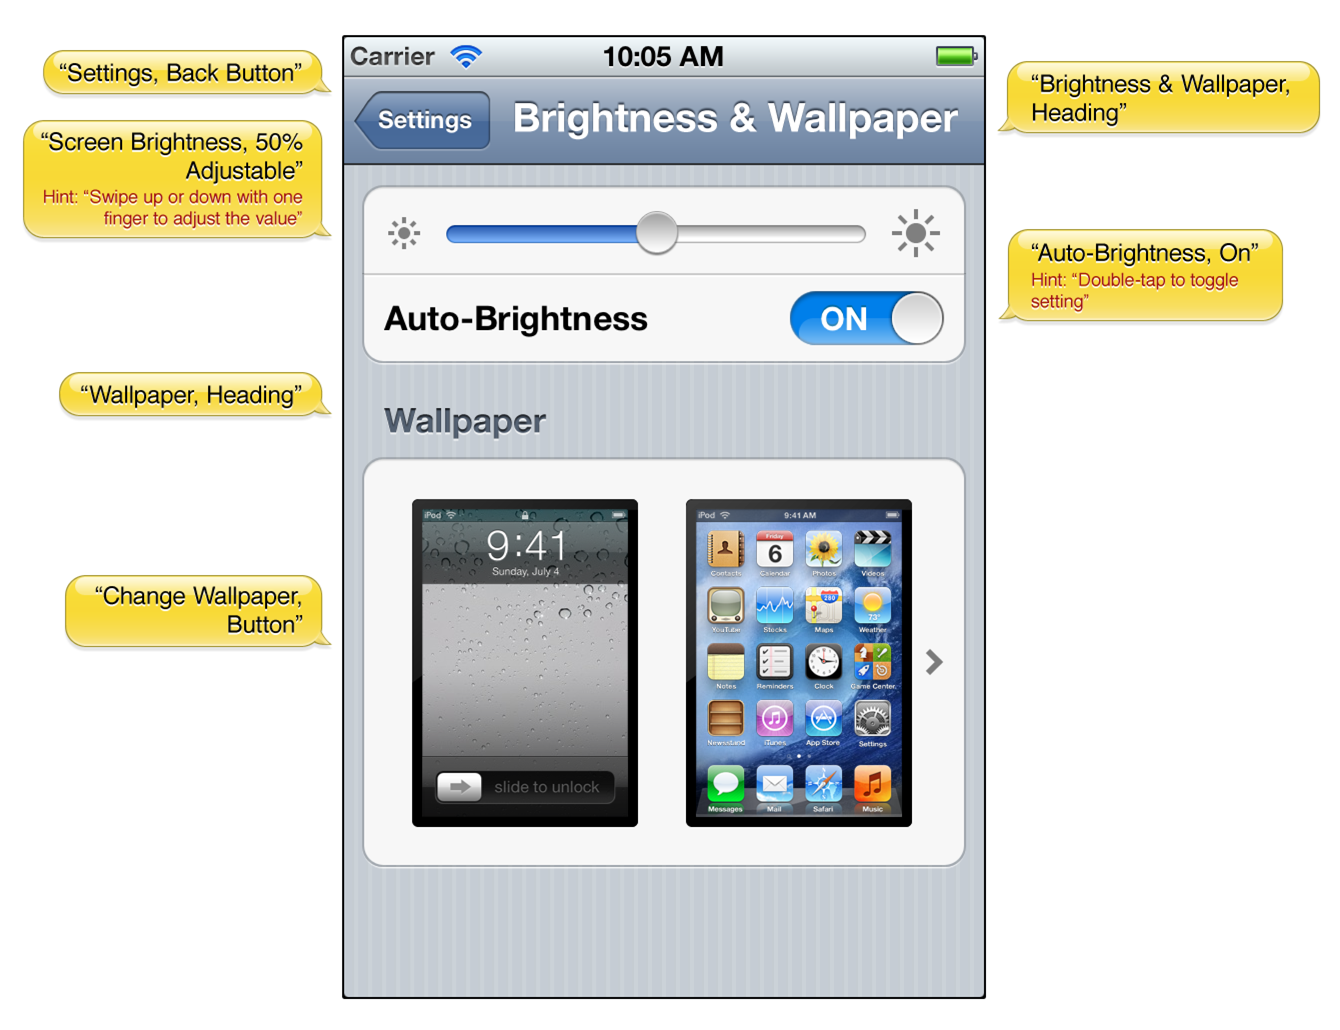 Carrier
10:05 AM
“Settings, Back Button”
“Brightness & Wallpaper,
Heading”
Settings
Brightness & Wallpaper
“Screen Brightness, 50%
Adjustable”
Hint: “Swipe up or down with one
finger to adjust the value”
“Auto-Brightness, On”
Hint: “Double-tap to toggle
setting”
Auto-Brightness
ON
“Wallpaper, Heading”
Wallpaper
“Change Wallpaper,
Button”
iPod
9:41
Sunday, July 4
slide to unlock
iPod
9:41 AM
Friday
6
Contacts
Calendar
Photos
Videos
280
73°
YouTube
Stocks
Maps
Weather
Notes
Reminders
Clock
Game Center
Newsstand
iTunes
App Store
Settings
Messages
Mail
Safari
Music